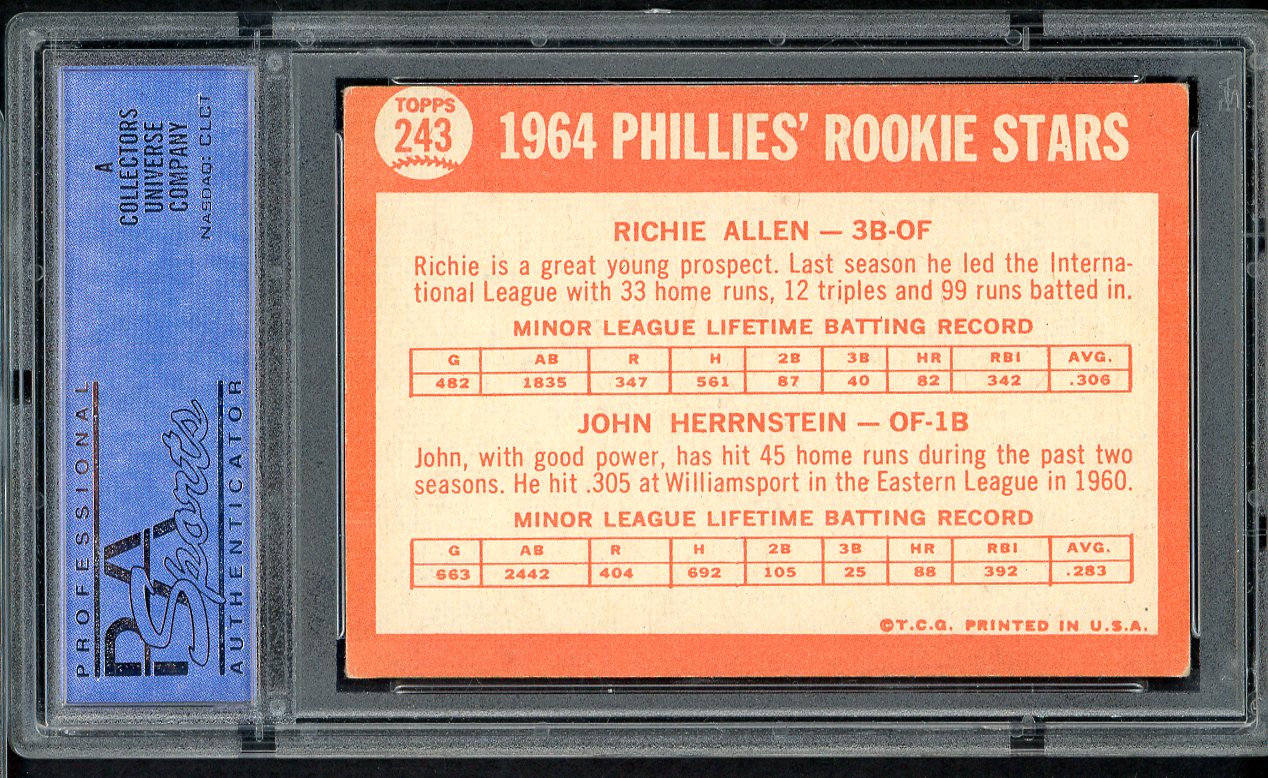 A
COLLECTORS
UNIVERSE
COMPANY
NASDAQ: CLCT
PROFESSIONAL
PSA
Sports
AUTHENTICATOR
TOPPS
243
1964 PHILLIES' ROOKIE STARS
RICHIE ALLEN — 3B-OF
Richie is a great young prospect. Last season he led the Interna-
tional League with 33 home runs, 12 triples and 99 runs batted in.
MINOR LEAGUE LIFETIME BATTING RECORD
G AB R H 2B 3B HR RBI AVG.
482 1835 347 561 87 40 82 342 .306
JOHN HERRNSTEIN — OF-1B
John, with good power, has hit 45 home runs during the past two
seasons. He hit .305 at Williamsport in the Eastern League in 1960.
MINOR LEAGUE LIFETIME BATTING RECORD
G AB R H 2B 3B HR RBI AVG.
663 2442 404 692 105 25 88 392 .283
©T.C.G. PRINTED IN U.S.A.